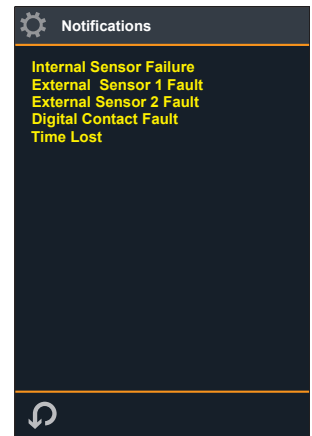 Notifications
Internal Sensor Failure
External  Sensor 1 Fault
External Sensor 2 Fault
Digital Contact Fault
Time Lost